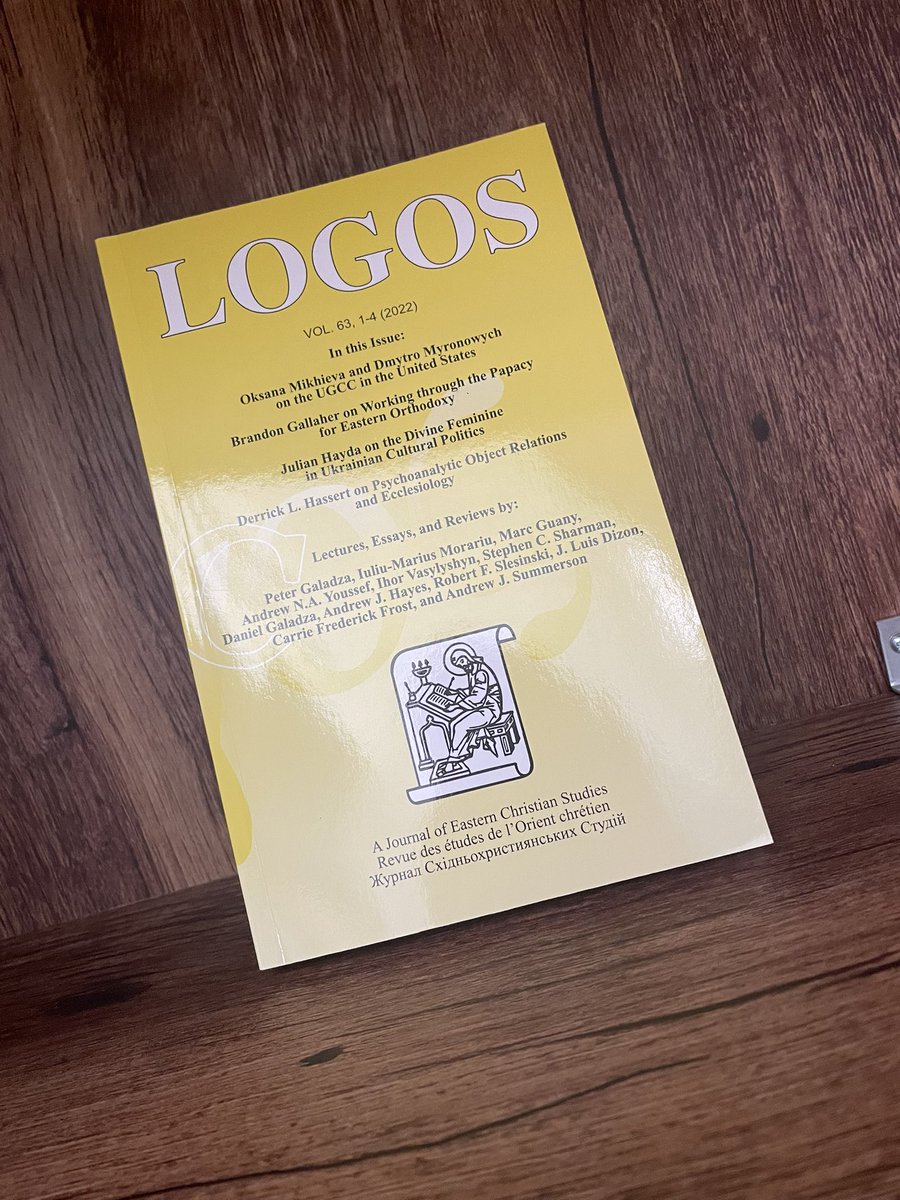 LOGOS
VOL. 63, 1-4 (2022)
In this Issue:
Oksana Mikhieva and Dmytro Myronowych
on the UGCC in the United States
Brandon Gallaher on Working through the Papacy
for Eastern Orthodoxy
Julian Hayda on the Divine Feminine
in Ukrainian Cultural Politics
Derrick L. Hassert on Psychoanalytic Object Relations
and Ecclesiology
Lectures, Essays, and Reviews by:
Peter Galadza, Iuliu-Marius Morariu, Marc Guany,
Andrew N.A. Youssef, Ihor Vasylyshyn, Stephen C. Sharman,
Daniel Galadza, Andrew J. Hayes, Robert F. Slesinski, J. Luis Dizon,
Carrie Frederick Frost, and Andrew J. Summerson
A Journal of Eastern Christian Studies
Revue des études de l'Orient chrétien
Журнал Східньохристиянських Студій